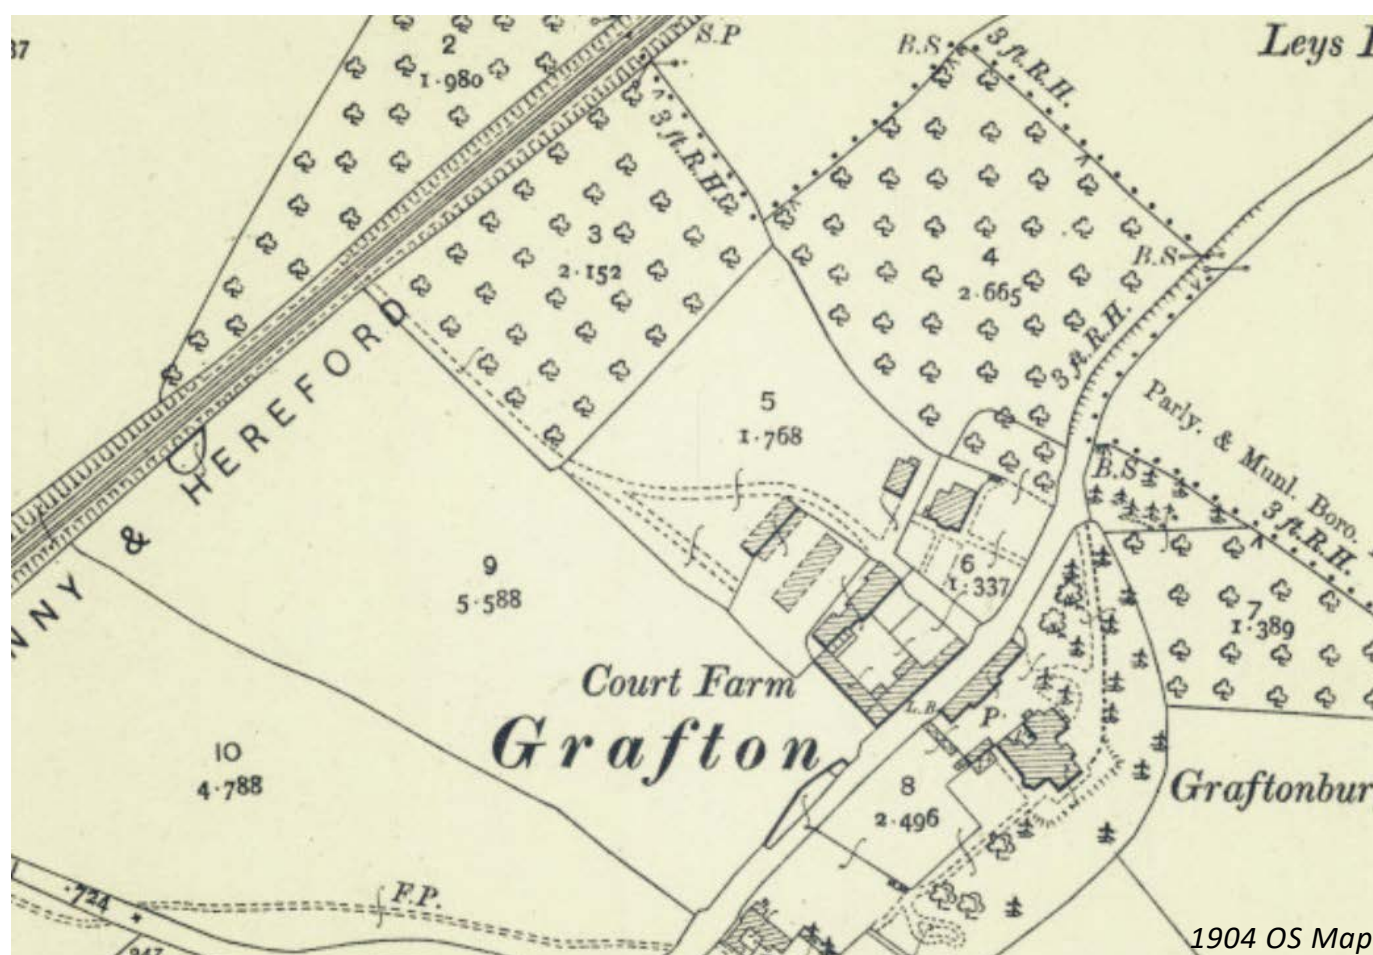 37
2
1·980
S.P
B.S
3 ft. R.H.
Leys
3 ft. R.H.
3
2·152
4
2·665
B.S
3 ft. R.H.
5
1·768
Parly. & Munl. Boro.
B.S
3 ft. R.H.
NNY & HEREFORD
9
5·588
6
1·337
7
1·389
Court Farm
Grafton
L.B.
P.
10
4·788
8
2·496
Graftonbur
·724
F.P.
1904 OS Map